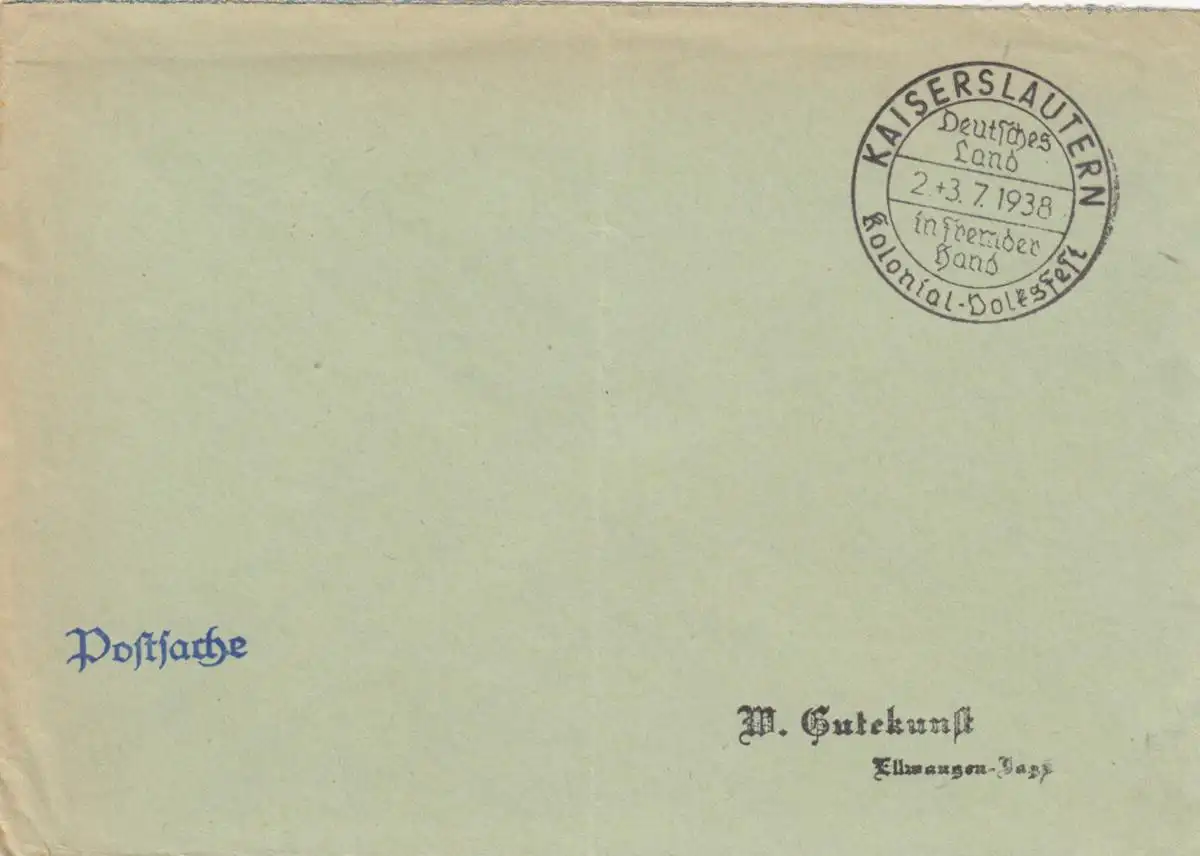 KAISERSLAUTERN
Deutſches
Land
2.+3. 7. 1938
in fremder
Hand
Kolonial-Volksfeſt
Poſtſache
W. Gutekunſt
Ellwangen-Jagſt